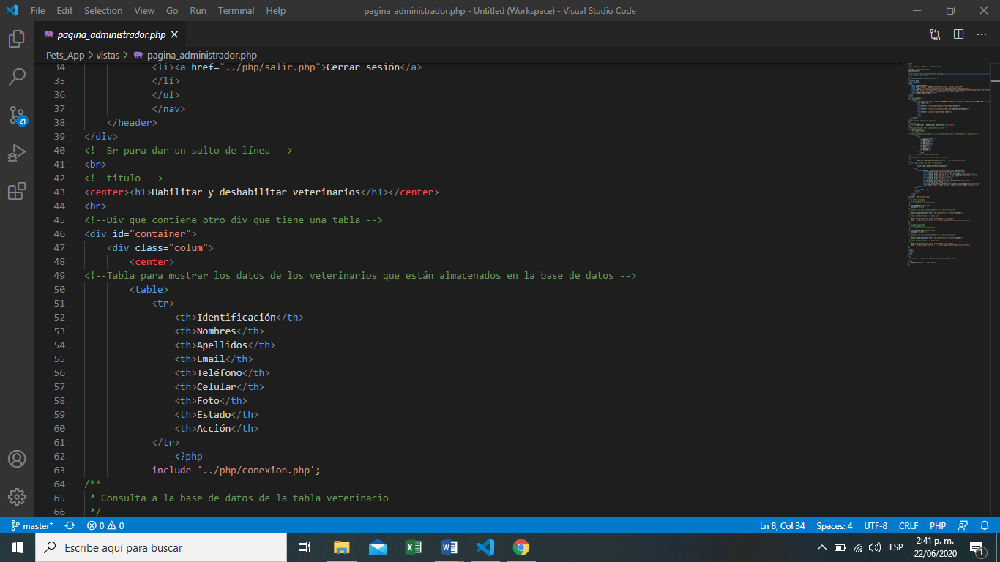 File Edit Selection View Go Run Terminal Help
pagina_administrador.php - Untitled (Workspace) - Visual Studio Code
pagina_administrador.php
Pets_App > vistas > pagina_administrador.php
34 <li><a href="../php/salir.php">Cerrar sesión</a>
35 </li>
36 </ul>
37 </nav>
38 </header>
39 </div>
40 <!--Br para dar un salto de línea -->
41 <br>
42 <!--titulo -->
43 <center><h1>Habilitar y deshabilitar veterinarios</h1></center>
44 <br>
45 <!--Div que contiene otro div que tiene una tabla -->
46 <div id="container">
47 <div class="colum">
48 <center>
49 <!--Tabla para mostrar los datos de los veterinarios que están almacenados en la base de datos -->
50 <table>
51 <tr>
52 <th>Identificación</th>
53 <th>Nombres</th>
54 <th>Apellidos</th>
55 <th>Email</th>
56 <th>Teléfono</th>
57 <th>Celular</th>
58 <th>Foto</th>
59 <th>Estado</th>
60 <th>Acción</th>
61 </tr>
62 <?php
63 include '../php/conexion.php';
64 /**
65 * Consulta a la base de datos de la tabla veterinario
66 */
21
master* 0 0 Ln 8, Col 34 Spaces: 4 UTF-8 CRLF PHP
Escribe aquí para buscar
ESP
2:41 p. m.
22/06/2020
1